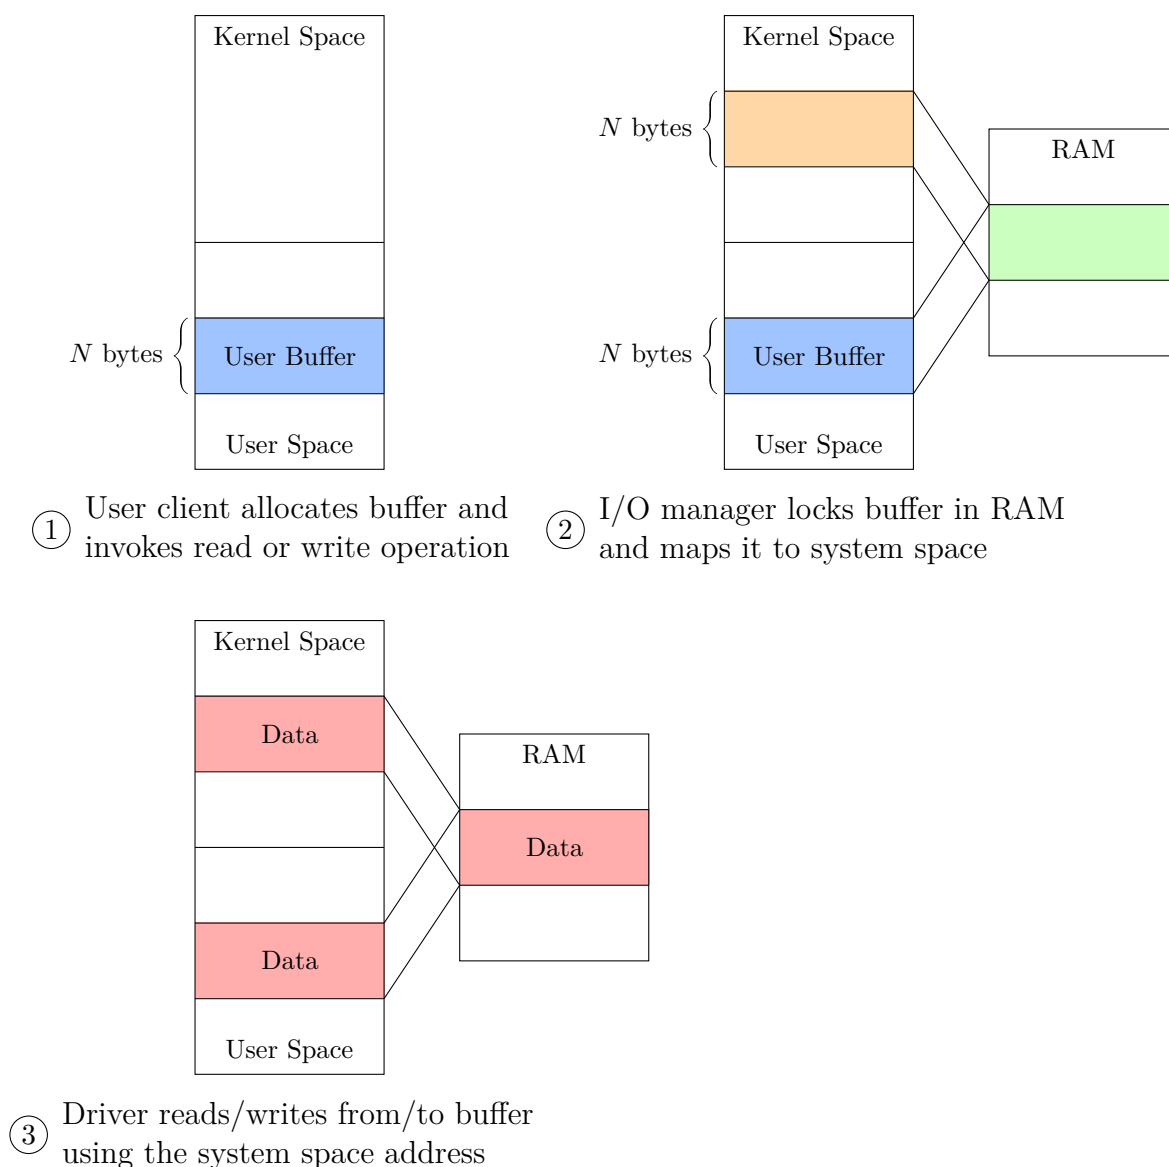 Kernel Space
N bytes
User Buffer
User Space
1
User client allocates buffer and
invokes read or write operation
Kernel Space
N bytes
RAM
N bytes
User Buffer
User Space
2
I/O manager locks buffer in RAM
and maps it to system space
Kernel Space
Data
RAM
Data
Data
User Space
3
Driver reads/writes from/to buffer
using the system space address